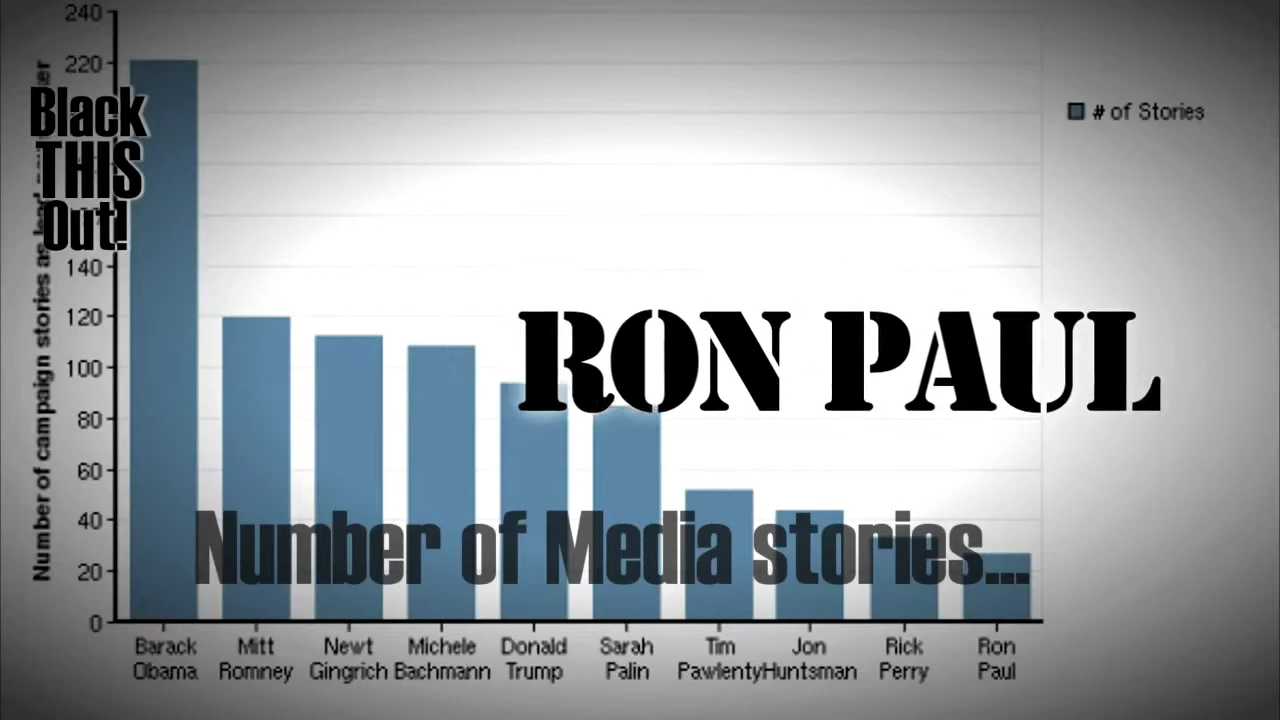 240
220
140
120
100
80
60
40
20
0
Number of campaign stories as
Black
THIS
Out!
# of Stories
RON PAUL
Number of Media stories...
Barack
Obama
Mitt
Romney
Newt
Gingrich
Michele
Bachmann
Donald
Trump
Sarah
Palin
Tim
Pawlenty
Jon
Huntsman
Rick
Perry
Ron
Paul